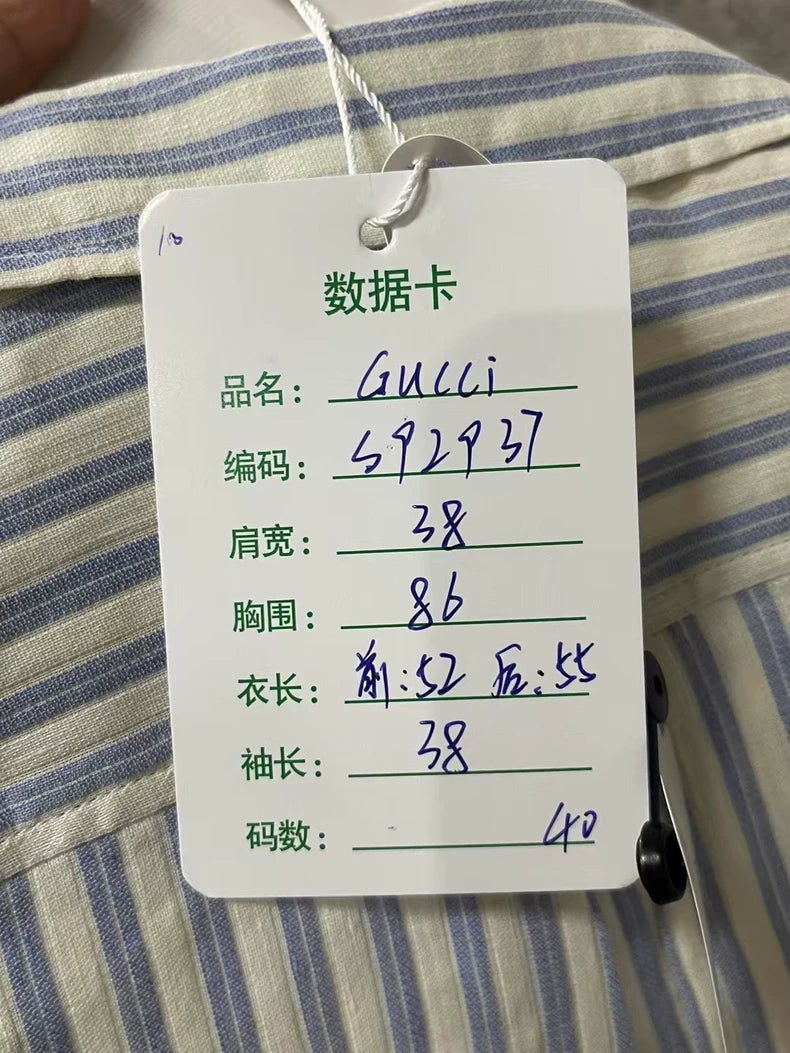 数据卡
品名：Gucci
编码：592937
肩宽：38
胸围：86
衣长：前：52 后：55
袖长：38
码数：40